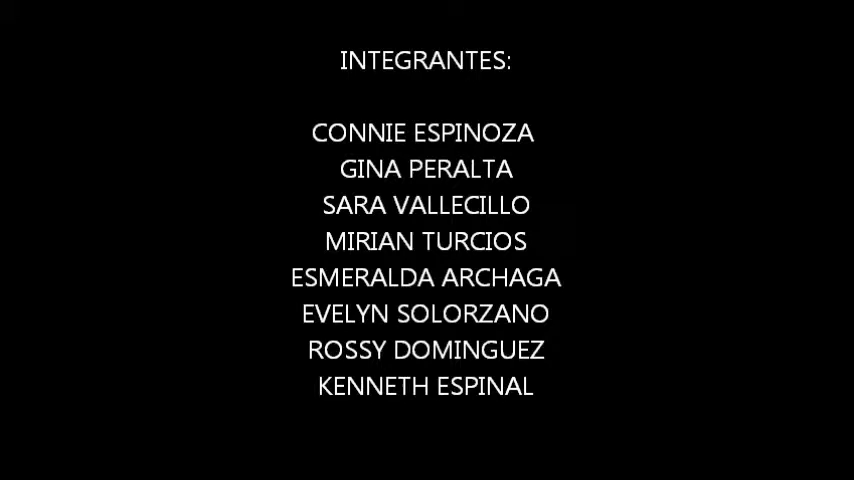 INTEGRANTES:
CONNIE ESPINOZA
GINA PERALTA
SARA VALLECILLO
MIRIAN TURCIOS
ESMERALDA ARCHAGA
EVELYN SOLORZANO
ROSSY DOMINGUEZ
KENNETH ESPINAL